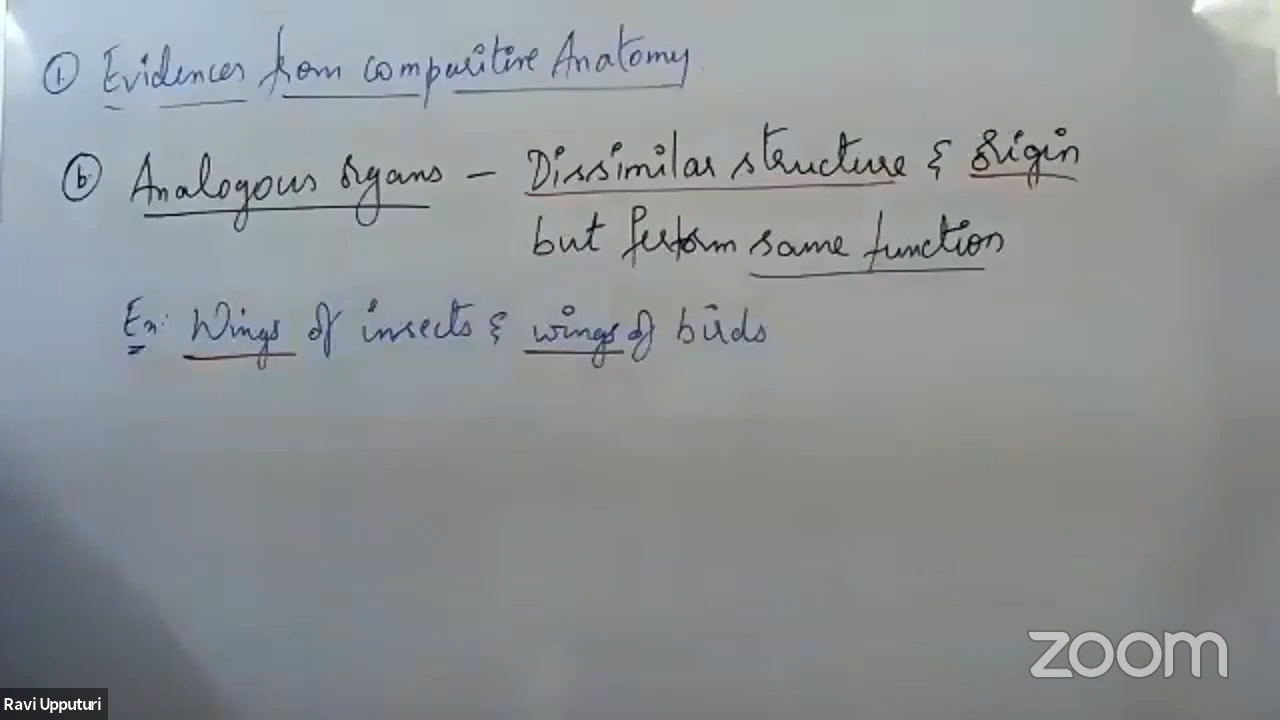 ① Evidences from comparitive Anatomy
ⓑ Analogous organs - Dissimilar structure & origin
but perform same function
Ex: Wings of insects & wings of birds
zoom
Ravi Upputuri